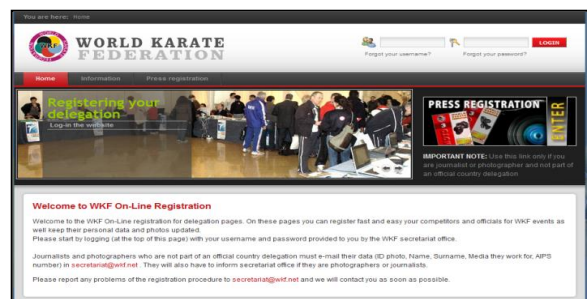 You are here: Home
WKF
WORLD KARATE
FEDERATION
LOGIN
Forgot your username?
Forgot your password?
Home
Information
Press registration
Registering your
delegation
Log-in the web site
PRESS REGISTRATION
ENTER
IMPORTANT NOTE: Use this link only if you
are journalist or photographer and not part of
an official country delegation
Welcome to WKF On-Line Registration
Welcome to the WKF On-Line registration for delegation pages. On these pages you can register fast and easy your competitors and officials for WKF events as
well keep their personal data and photos updated.
Please start by logging (at the top of this page) with your username and password provided to you by the WKF secretariat office.
Journalists and photographers who are not part of an official country delegation must e-mail their data (ID photo, Name, Surname, Media they work for, AIPS
number) in secretariat@wkf.net . They will also have to inform secretariat office if they are photographers or journalists.
Please report any problems of the registration procedure to secretariat@wkf.net and we will contact you as soon as possible.